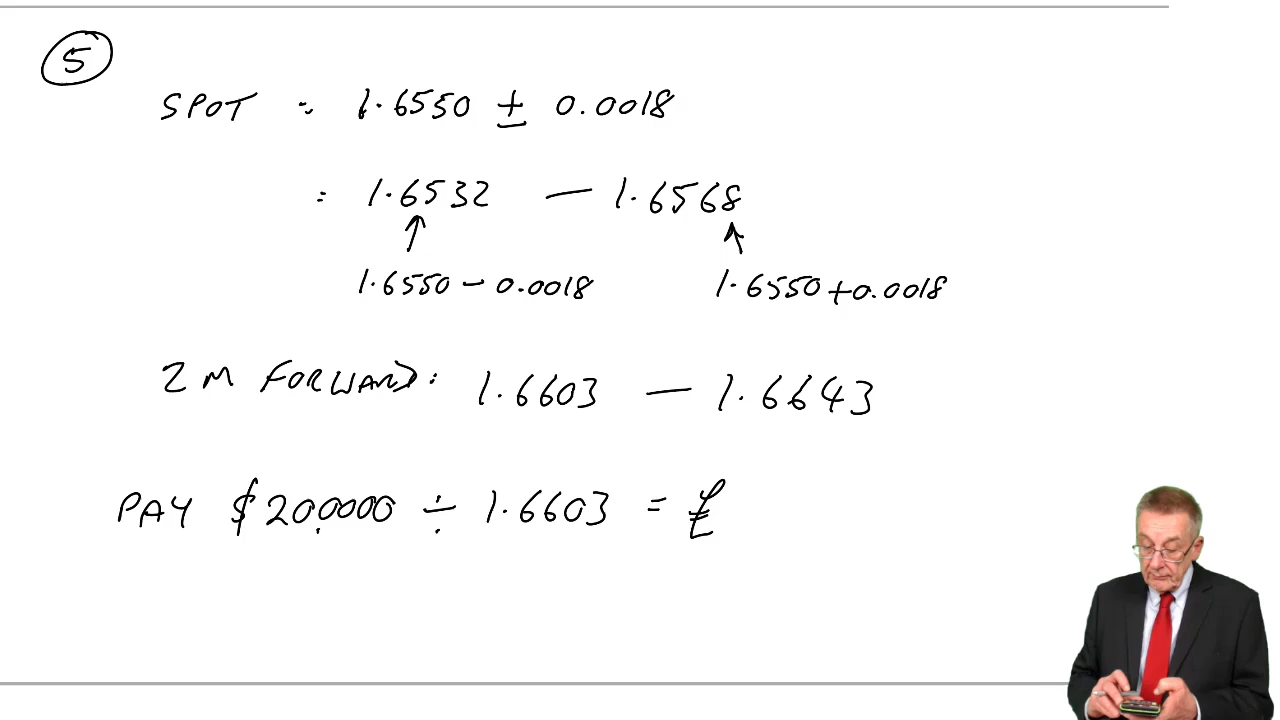 5
SPOT = 1.6550 ± 0.0018
= 1.6532 — 1.6568
↑ ↑
1.6550 - 0.0018 1.6550 + 0.0018
2M FORWARD: 1.6603 — 1.6643
PAY $200,000 ÷ 1.6603 = £